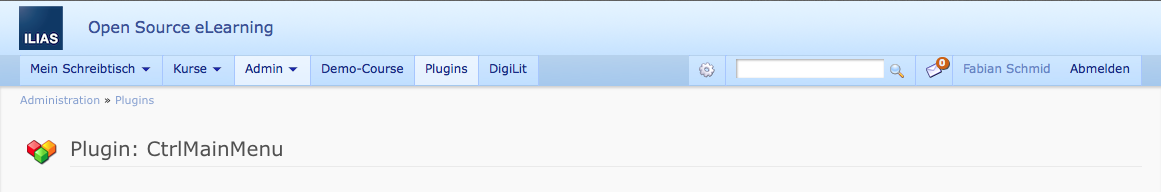 ILIAS Open Source eLearning
Mein Schreibtisch Kurse Admin Demo-Course Plugins DigiLit 0 Fabian Schmid Abmelden
Administration » Plugins
Plugin: CtrlMainMenu